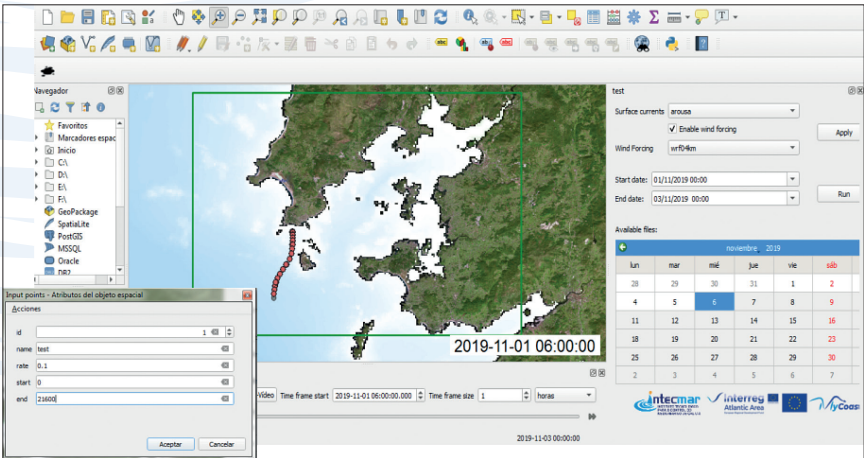 Navegador
Favoritos
Marcadores espac
Inicio
C:\
D:\
E:\
F:\
GeoPackage
SpatiaLite
PostGIS
MSSQL
Oracle
DB2
Input points - Atributos del objeto espacial
Acciones
id 1
name test
rate 0.1
start 0
end 21600
Aceptar Cancelar
2019-11-01 06:00:00
-Vídeo Time frame start 2019-11-01 06:00:00.000 Time frame size 1 horas
2019-11-03 00:00:00
test
Surface currents arousa
Enable wind forcing
Apply
Wind Forcing wrf04km
Start date: 01/11/2019 00:00
End date: 03/11/2019 00:00
Run
Available files:
noviembre 2019
lun mar mié jue vie sáb
28 29 30 31 1 2
4 5 6 7 8 9
11 12 13 14 15 16
18 19 20 21 22 23
25 26 27 28 29 30
2 3 4 5 6 7
intecmar
Interreg
Atlantic Area
MyCoast